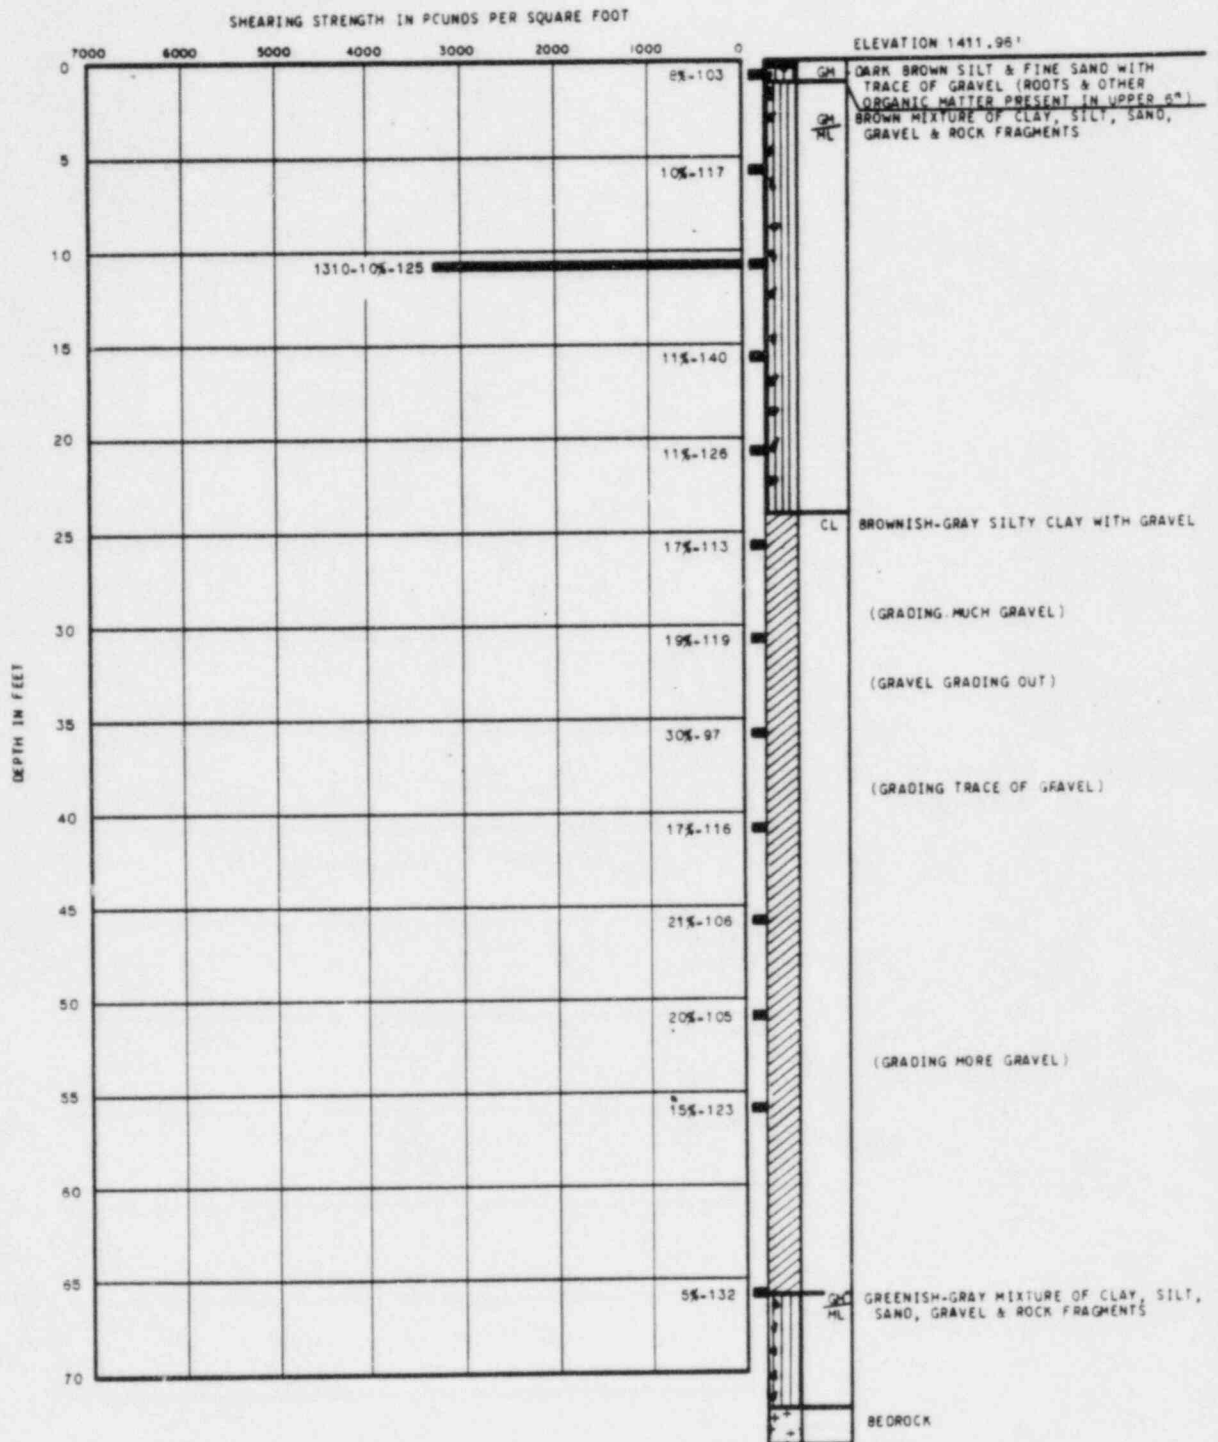 SHEARING STRENGTH IN POUNDS PER SQUARE FOOT
7000 6000 5000 4000 3000 2000 1000 0
ELEVATION 1411.96'
0
8%-103
GM
DARK BROWN SILT & FINE SAND WITH
TRACE OF GRAVEL (ROOTS & OTHER
ORGANIC MATTER PRESENT IN UPPER 6")
GM
ML
BROWN MIXTURE OF CLAY, SILT, SAND,
GRAVEL & ROCK FRAGMENTS
5
10%-117
10
1310-10%-125
15
11%-140
20
11%-126
CL
BROWNISH-GRAY SILTY CLAY WITH GRAVEL
25
17%-113
(GRADING MUCH GRAVEL)
30
19%-119
(GRAVEL GRADING OUT)
35
30%-97
(GRADING TRACE OF GRAVEL)
40
17%-116
45
21%-106
50
20%-105
(GRADING MORE GRAVEL)
55
15%-123
60
65
5%-132
GM
ML
GREENISH-GRAY MIXTURE OF CLAY, SILT,
SAND, GRAVEL & ROCK FRAGMENTS
70
BEDROCK
DEPTH IN FEET